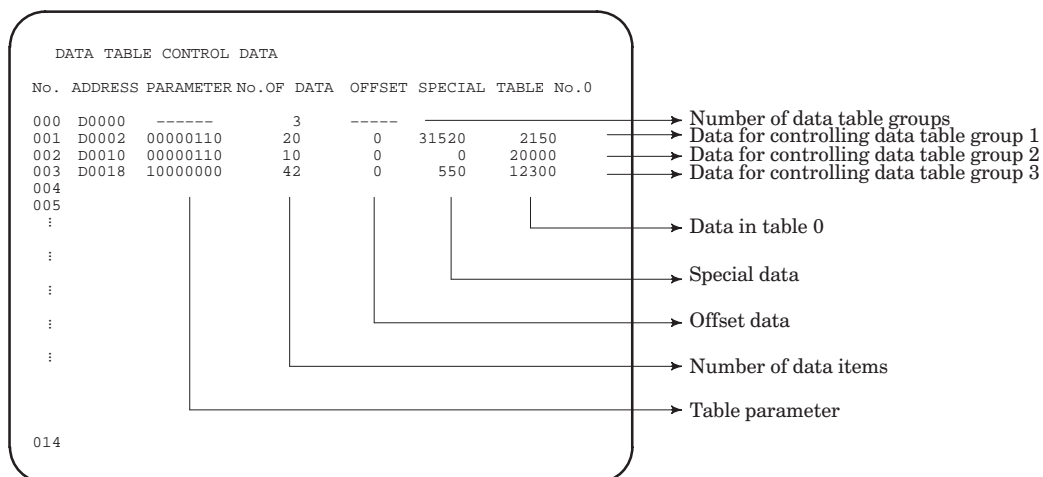 DATA TABLE CONTROL DATA
No. ADDRESS PARAMETER No.OF DATA OFFSET SPECIAL TABLE No.0
000 D0000 ------ 3 ----- Number of data table groups
001 D0002 00000110 20 0 31520 2150 Data for controlling data table group 1
002 D0010 00000110 10 0 0 20000 Data for controlling data table group 2
003 D0018 10000000 42 0 550 12300 Data for controlling data table group 3
004
005
⋮
Data in table 0
⋮
Special data
⋮
Offset data
⋮
⋮
Number of data items
Table parameter
014